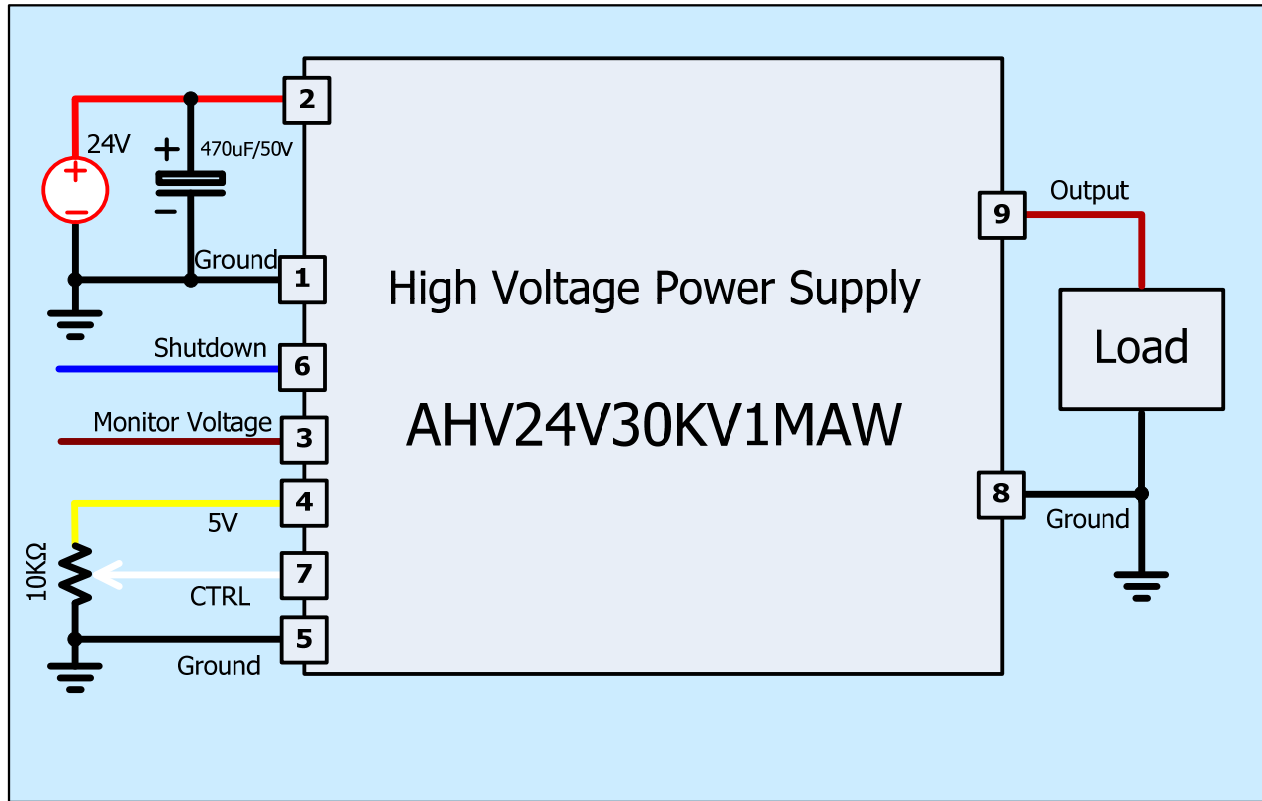 2
24V
+
470uF/50V
+
−
−
Ground
1
Shutdown
6
Monitor Voltage
3
4
5V
10KΩ
7
CTRL
5
Ground
High Voltage Power Supply
AHV24V30KV1MAW
9
Output
Load
8
Ground